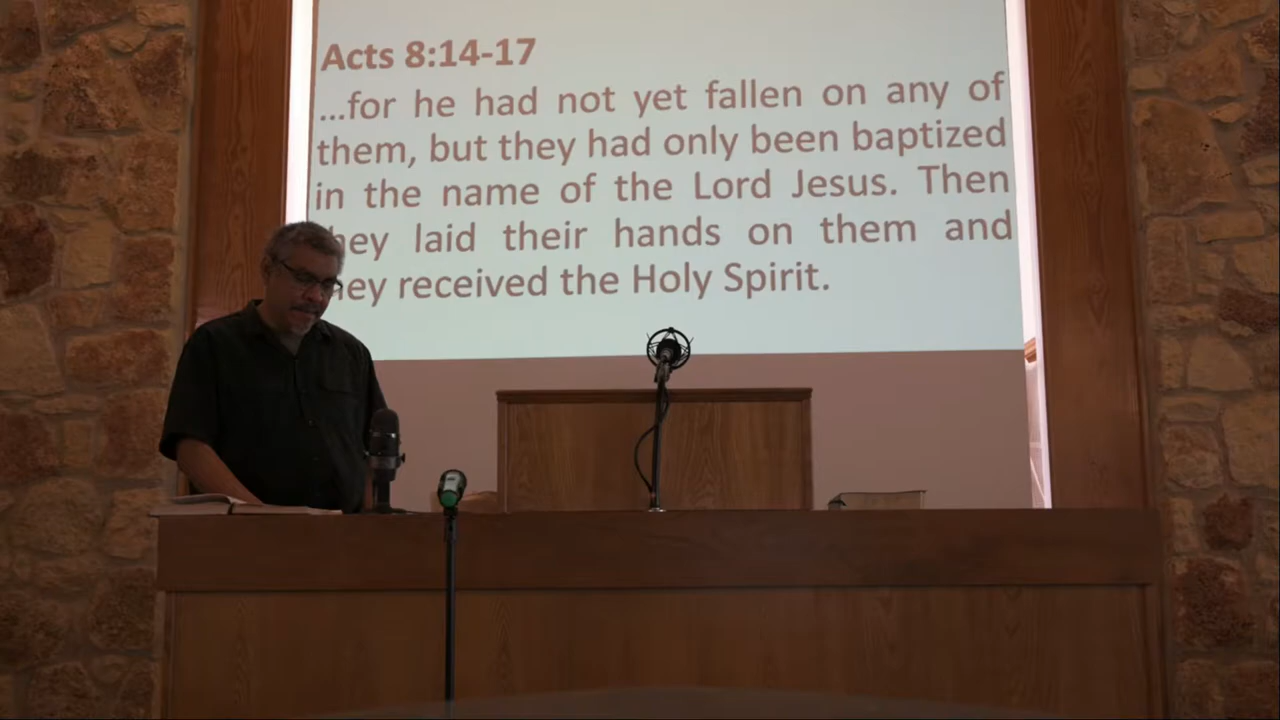 Acts 8:14-17
...for he had not yet fallen on any of
them, but they had only been baptized
in the name of the Lord Jesus. Then
hey laid their hands on them and
hey received the Holy Spirit.